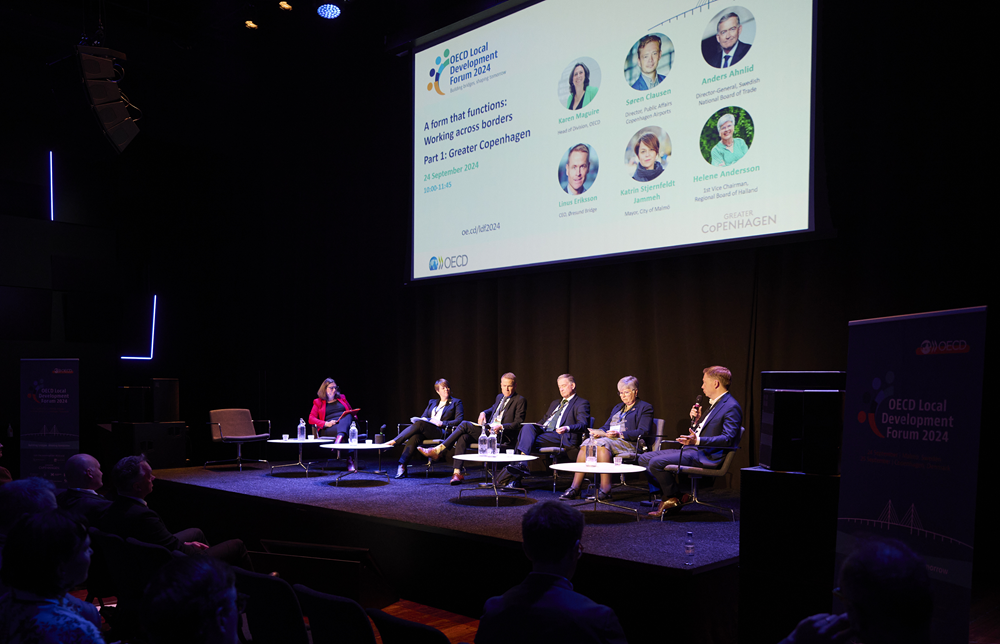 OECD Local
Development
Forum 2024
Building bridges, shaping tomorrow
A form that functions:
Working across borders
Part 1: Greater Copenhagen
24 September 2024
10:00-11:45
oe.cd/ldf2024
OECD
Karen Maguire
Head of Division, OECD
Søren Clausen
Director, Public Affairs
Copenhagen Airports
Anders Ahnlid
Director-General, Swedish
National Board of Trade
Linus Eriksson
CEO, Øresund Bridge
Katrin Stjernfeldt
Jammeh
Mayor, City of Malmö
Helene Andersson
1st Vice Chairman,
Regional Board of Halland
GREATER
COPENHAGEN
OECD Local
Development
Forum 2024
OECD
OECD Local
Development
Forum 2024